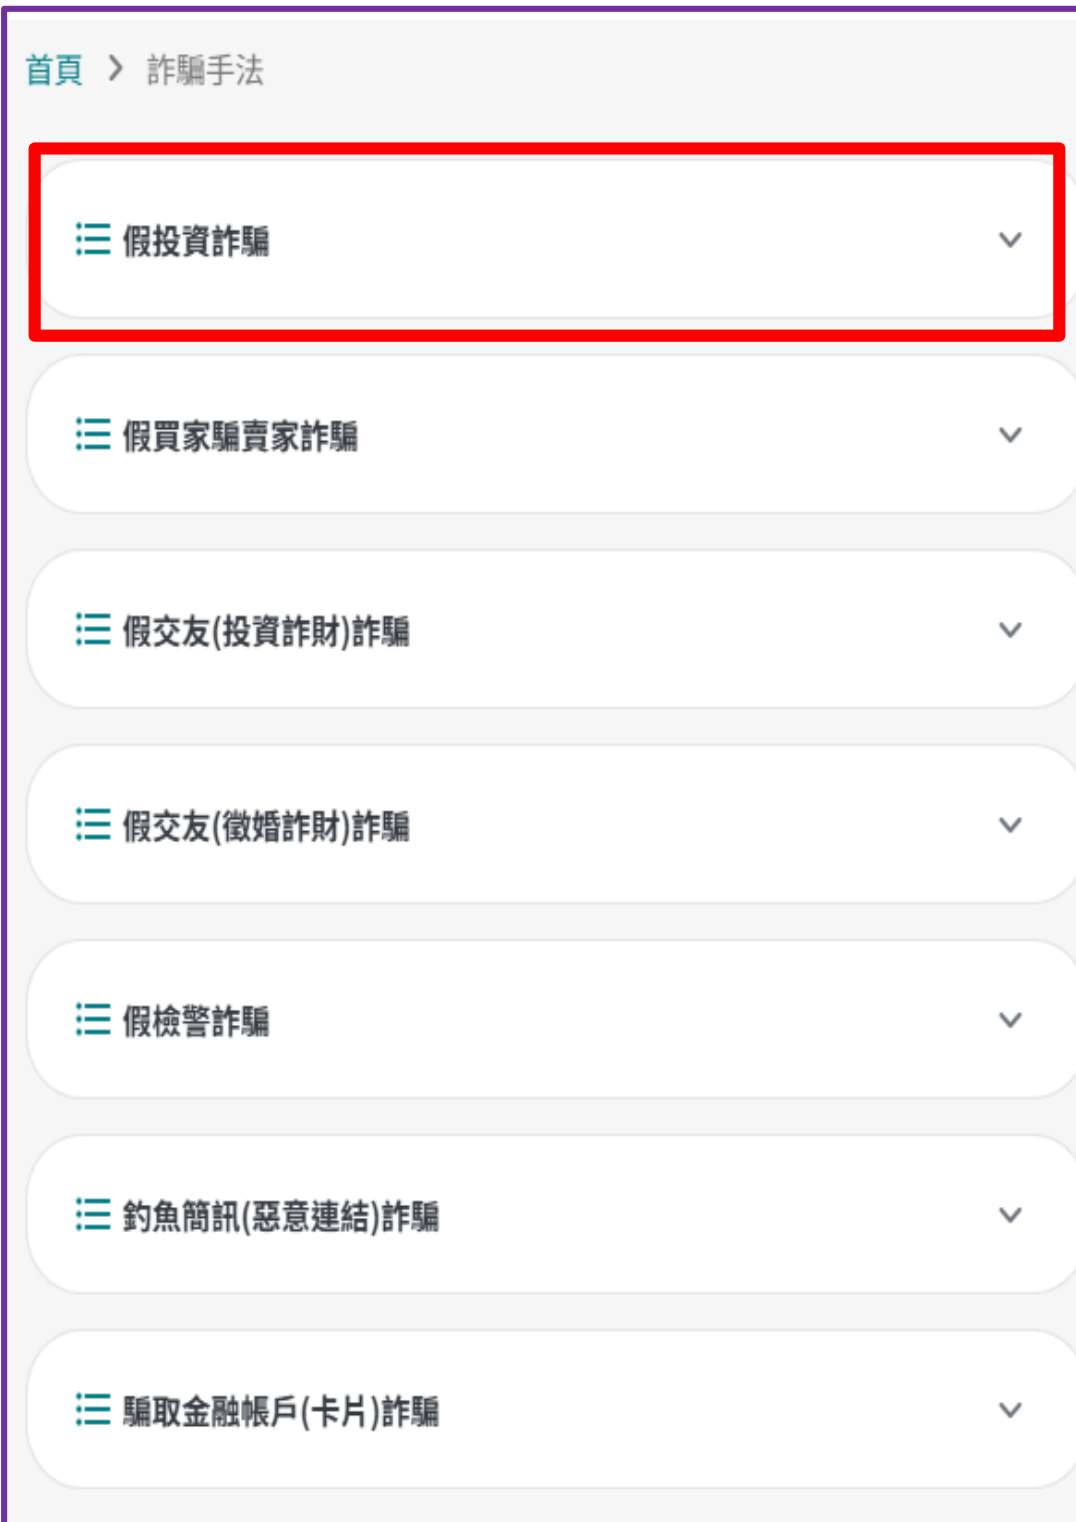 首頁 > 詐騙手法
假投資詐騙
假買家騙賣家詐騙
假交友(投資詐財)詐騙
假交友(徵婚詐財)詐騙
假檢警詐騙
釣魚簡訊(惡意連結)詐騙
騙取金融帳戶(卡片)詐騙